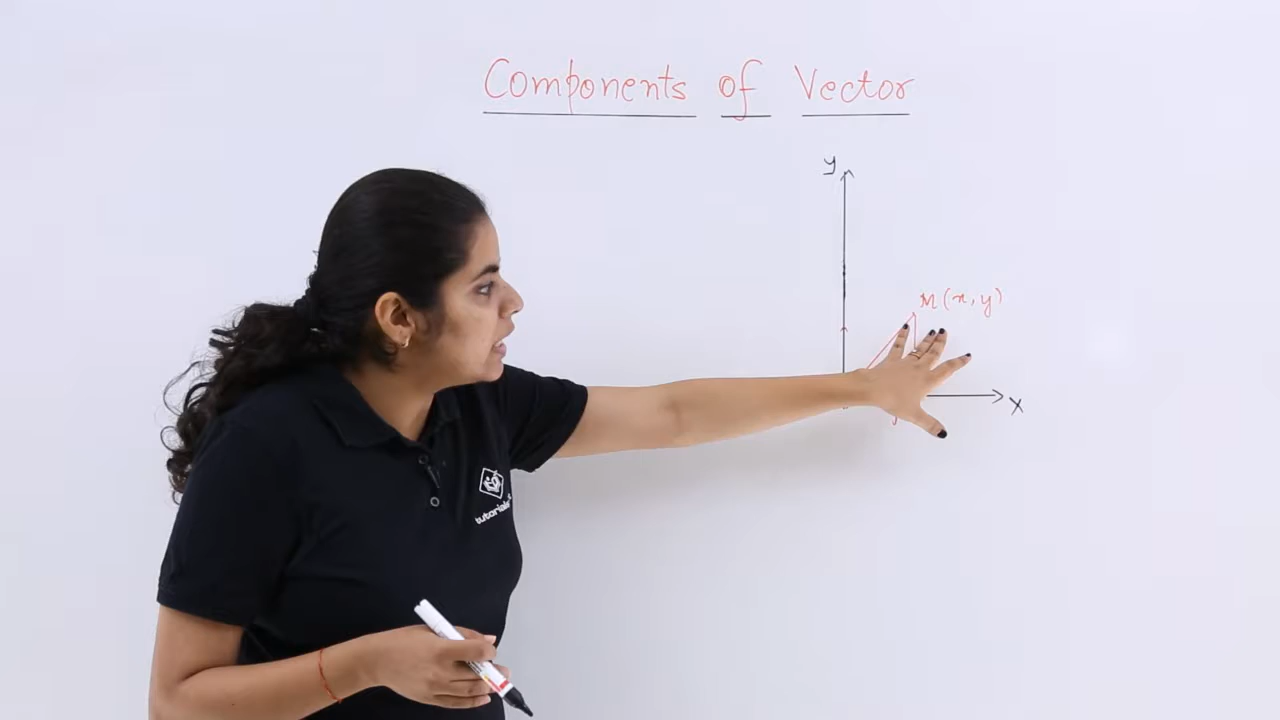 Components of Vector
y
M(x,y)
X
tutorials